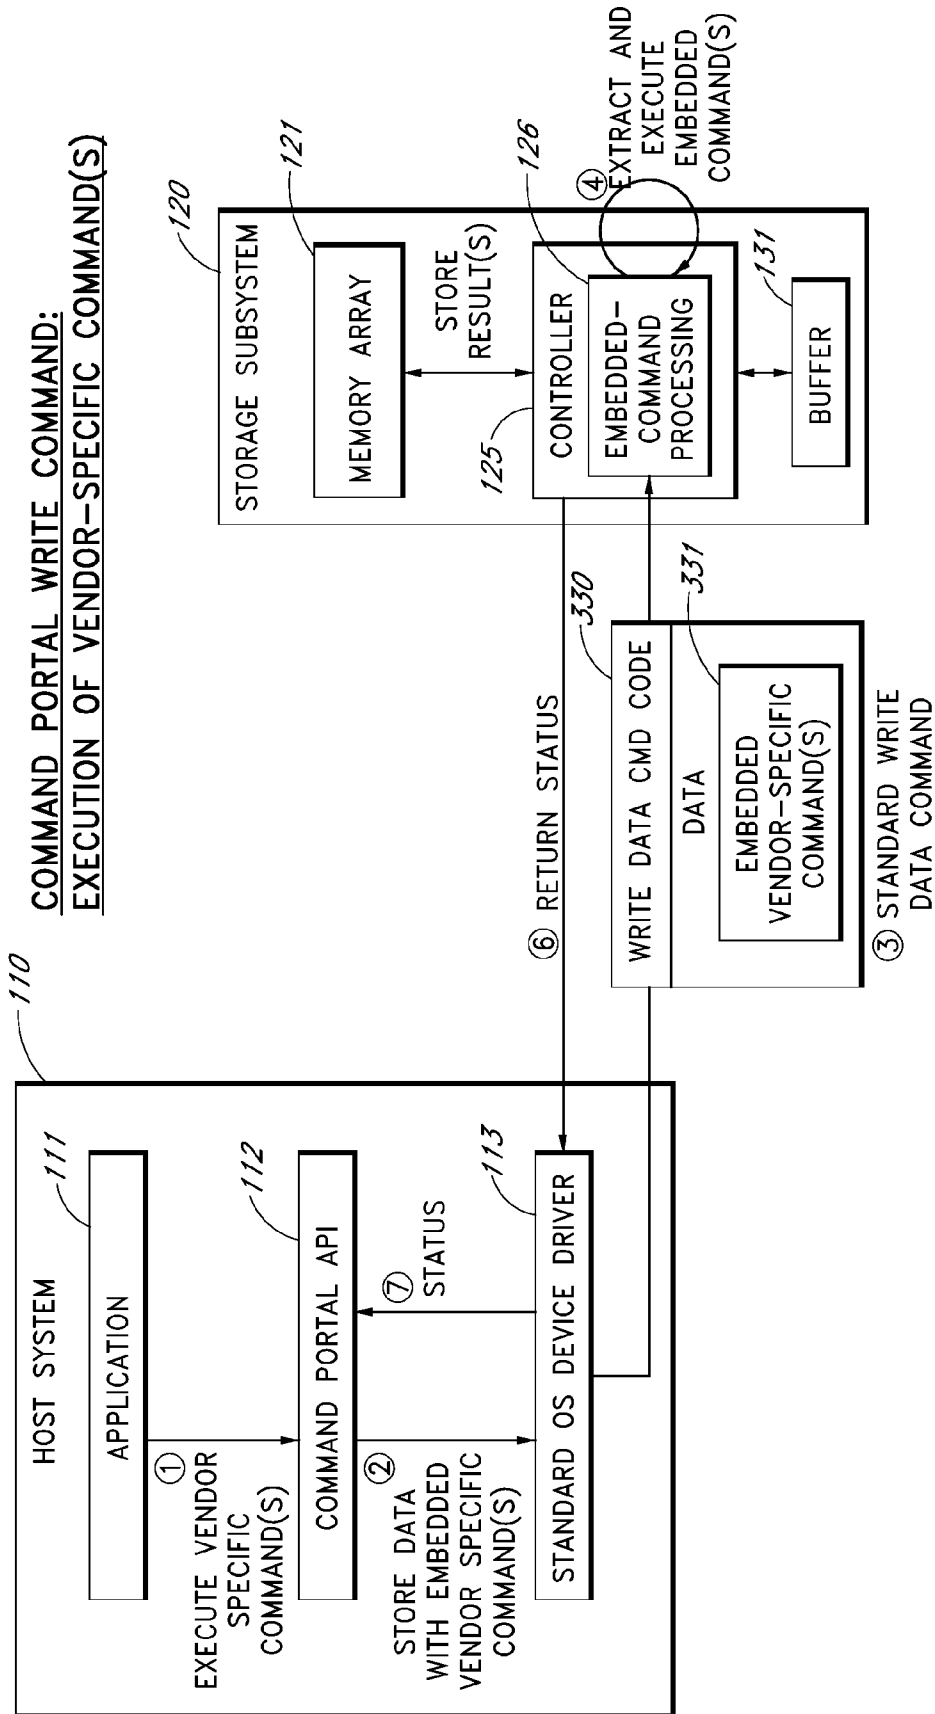 COMMAND PORTAL WRITE COMMAND:
EXECUTION OF VENDOR-SPECIFIC COMMAND(S)
110
HOST SYSTEM
111
APPLICATION
① EXECUTE VENDOR
SPECIFIC
COMMAND(S)
112
COMMAND PORTAL API
② STORE DATA
WITH EMBEDDED
VENDOR SPECIFIC
COMMAND(S)
⑦ STATUS
113
STANDARD OS DEVICE DRIVER
⑥ RETURN STATUS
330
WRITE DATA CMD CODE
DATA
331
EMBEDDED
VENDOR-SPECIFIC
COMMAND(S)
③ STANDARD WRITE
DATA COMMAND
120
STORAGE SUBSYSTEM
121
MEMORY ARRAY
STORE
RESULT(S)
125
CONTROLLER
126
EMBEDDED-
COMMAND
PROCESSING
④ EXTRACT AND
EXECUTE
EMBEDDED
COMMAND(S)
131
BUFFER